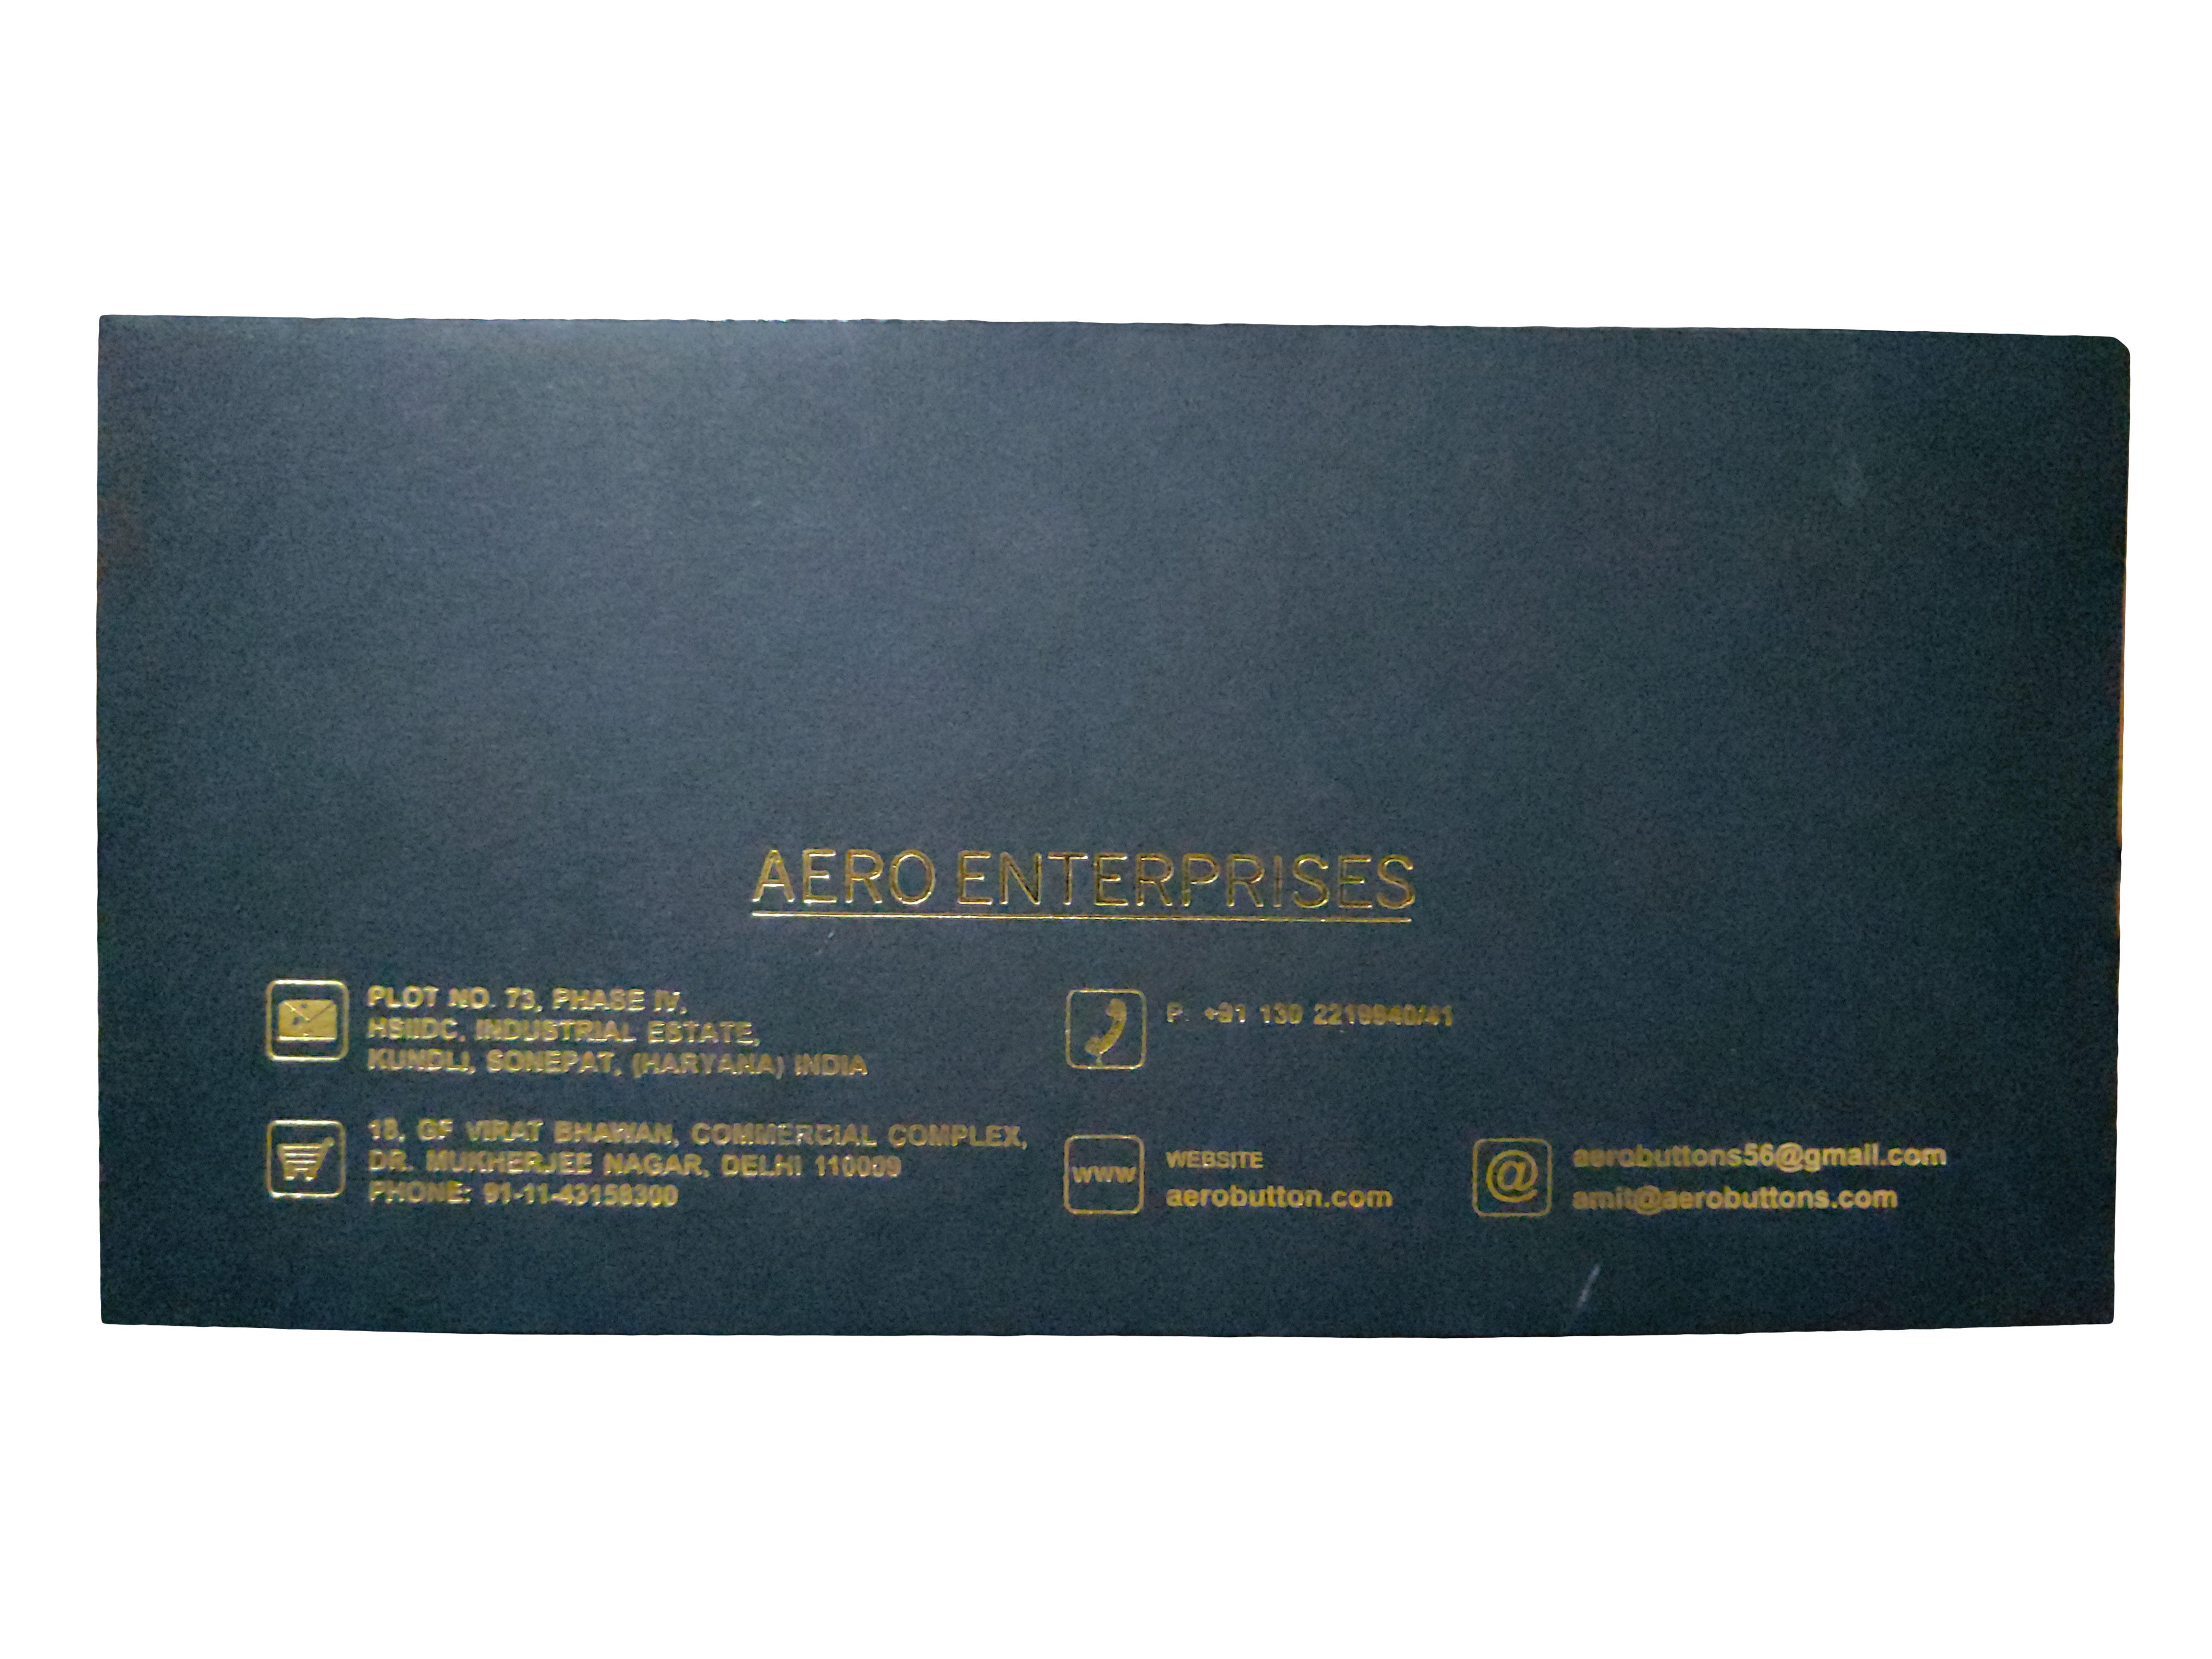 AERO ENTERPRISES
PLOT NO. 73, PHASE IV,
HSIIDC, INDUSTRIAL ESTATE,
KUNDLI, SONEPAT, (HARYANA) INDIA
P. +91 130 2219940/41
18, GF VIRAT BHAWAN, COMMERCIAL COMPLEX,
DR. MUKHERJEE NAGAR, DELHI 110009
PHONE: 91-11-43158300
www
WEBSITE
aerobutton.com
@
aerobuttons56@gmail.com
amit@aerobuttons.com